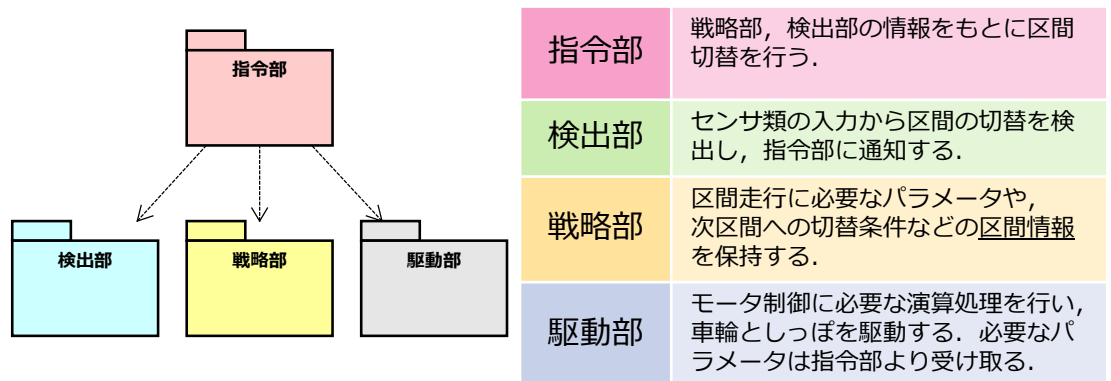 指令部
検出部
戦略部
駆動部
指令部
戦略部，検出部の情報をもとに区間
切替を行う．
検出部
センサ類の入力から区間の切替を検
出し，指令部に通知する．
戦略部
区間走行に必要なパラメータや，
次区間への切替条件などの区間情報
を保持する．
駆動部
モータ制御に必要な演算処理を行い，
車輪としっぽを駆動する．必要なパ
ラメータは指令部より受け取る．